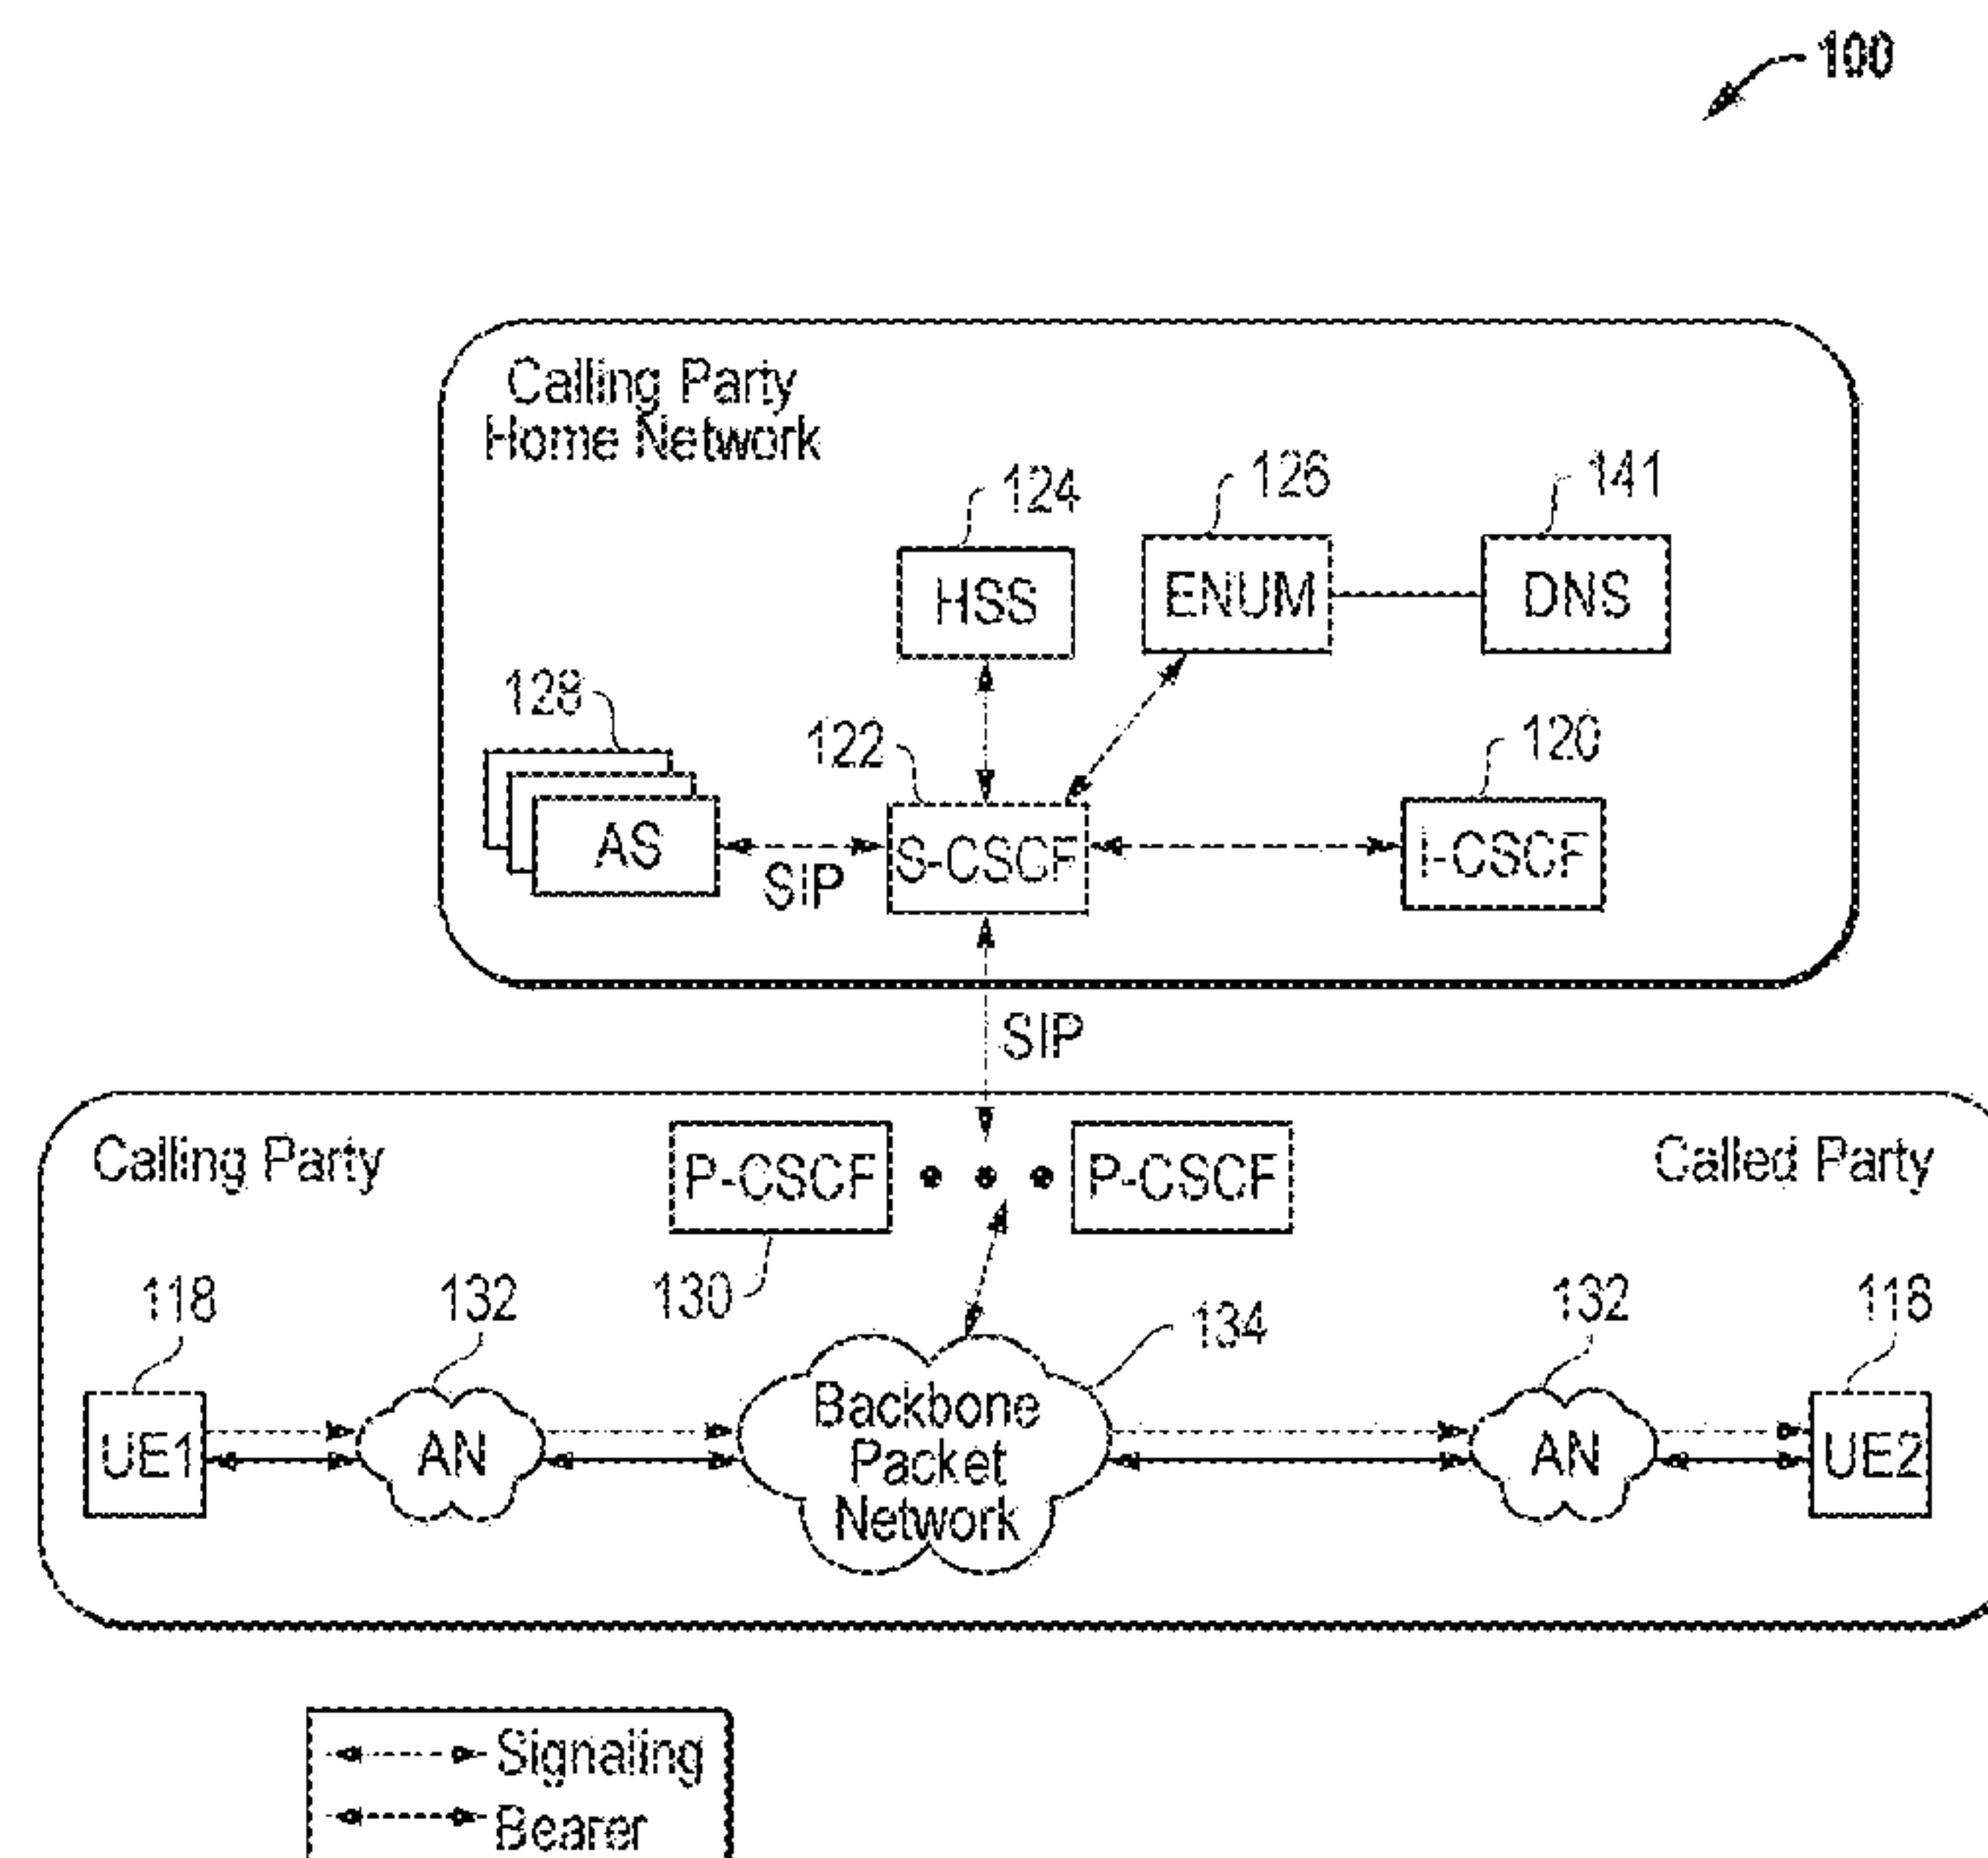 100
Calling Party
Home Network
124
126
141
HSS
ENUM
DNS
128
122
120
AS
SIP
S-CSCF
I-CSCF
SIP
Calling Party
P-CSCF
P-CSCF
Called Party
118
132
130
134
132
118
UE1
AN
Backbone
Packet
Network
AN
UE2
Signaling
Bearer